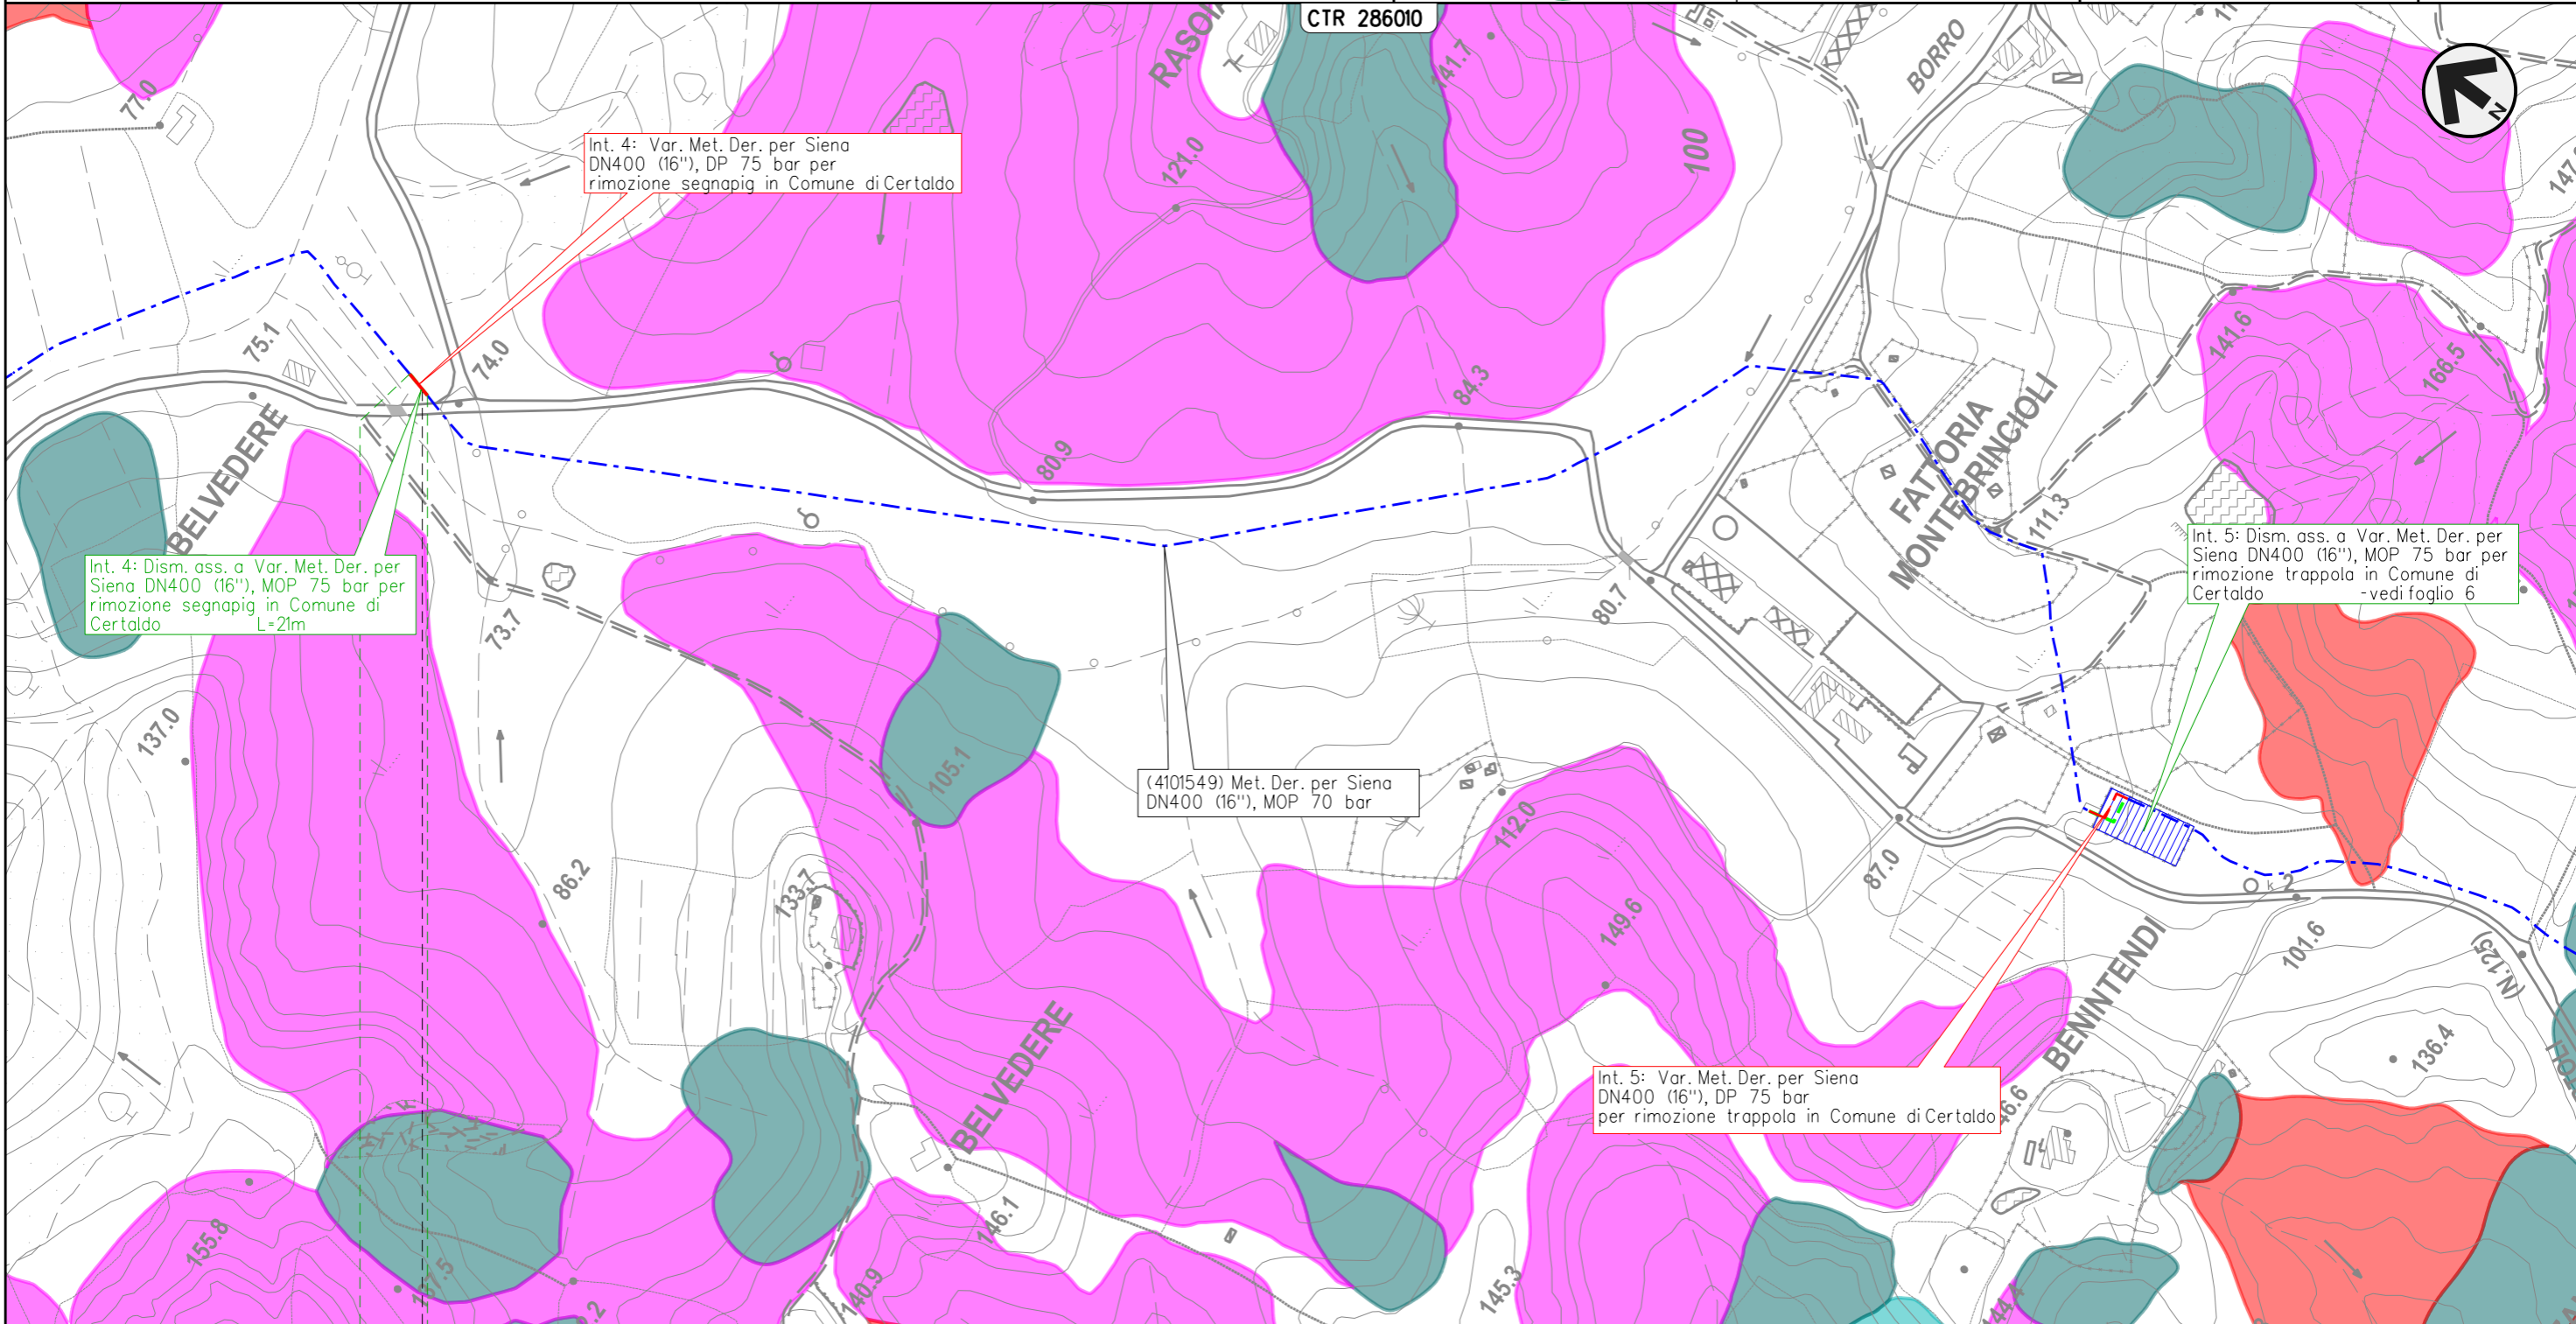 CTR 286010
77.0
RASOIA
121.0
141.7
100
BORRO
N
Int. 4: Var. Met. Der. per Siena
DN400 (16"), DP 75 bar per
rimozione segnapig in Comune di Certaldo
75.1
74.0
80.9
84.3
141.6
166.5
FATTORIA
MONTEBRINCIOLI
111.3
BELVEDERE
Int. 4: Dism. ass. a Var. Met. Der. per
Siena DN400 (16"), MOP 75 bar per
rimozione segnapig in Comune di
Certaldo L=21m
73.7
80.7
Int. 5: Dism. ass. a Var. Met. Der. per
Siena DN400 (16"), MOP 75 bar per
rimozione trappola in Comune di
Certaldo -vedi foglio 6
137.0
105.1
(4101549) Met. Der. per Siena
DN400 (16"), MOP 70 bar
112.0
86.2
133.7
87.0
k 2
149.6
101.6
(N.125)
BELVEDERE
BENINTENDI
136.4
Int. 5: Var. Met. Der. per Siena
DN400 (16"), DP 75 bar
per rimozione trappola in Comune di Certaldo
155.8
146.1
140.9
145.3